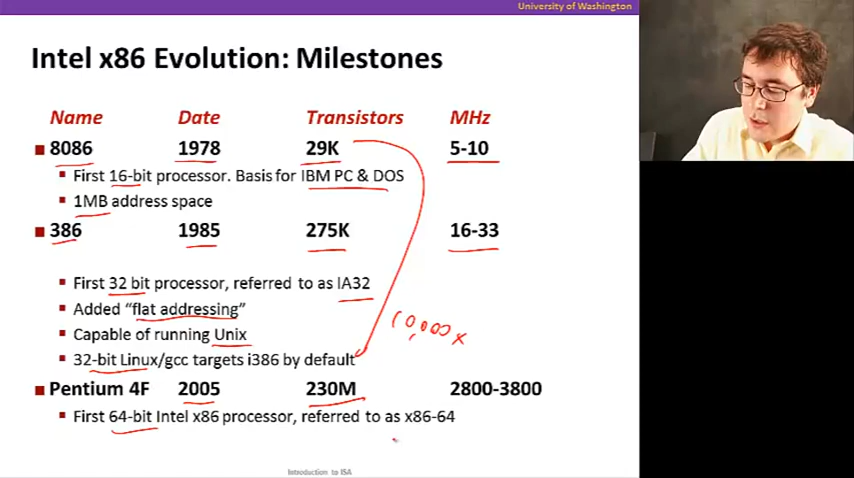 University of Washington
Intel x86 Evolution: Milestones
Name Date Transistors MHz
8086 1978 29K 5-10
First 16-bit processor. Basis for IBM PC & DOS
1MB address space
386 1985 275K 16-33
First 32 bit processor, referred to as IA32
Added “flat addressing”
Capable of running Unix
10,000x
32-bit Linux/gcc targets i386 by default
Pentium 4F 2005 230M 2800-3800
First 64-bit Intel x86 processor, referred to as x86-64
Introduction to ISA